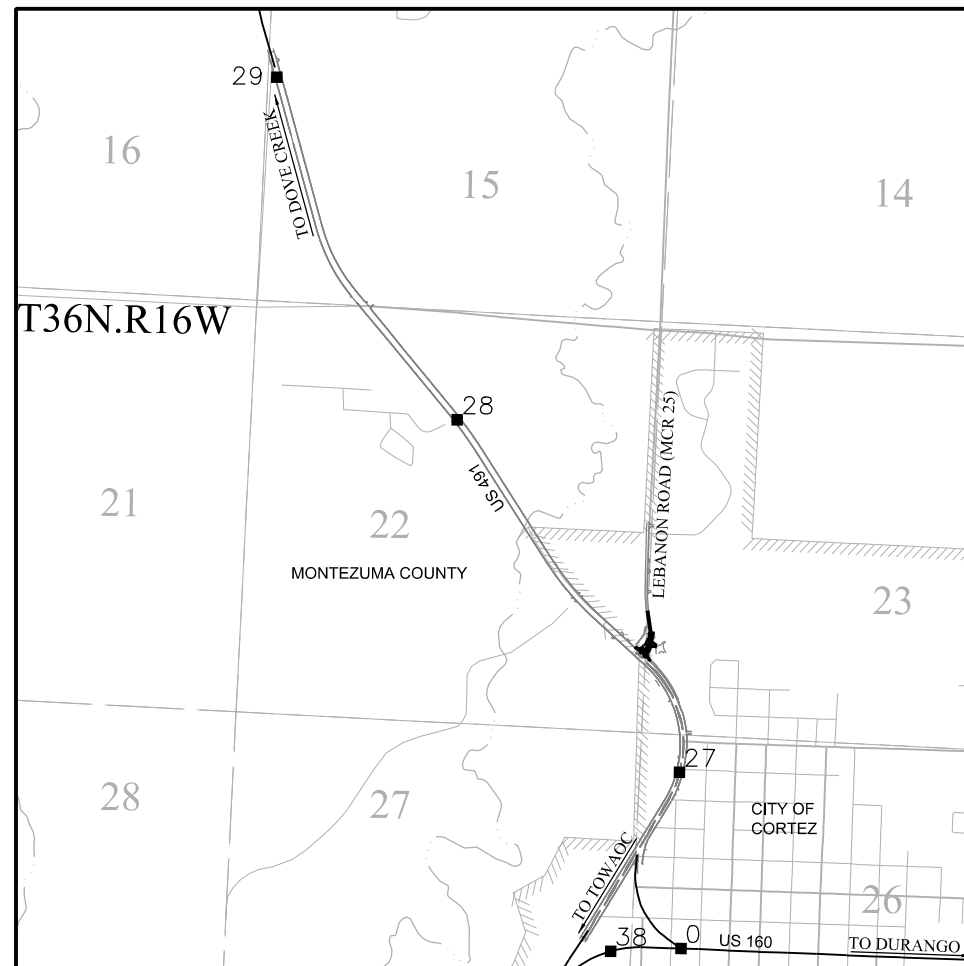 29
TO DOVE CREEK
16
15
14
T36N.R16W
28
US 491
LEBANON ROAD (MCR 25)
21
22
MONTEZUMA COUNTY
23
27
28
27
CITY OF
CORTEZ
TO TOWAOC
26
38
0
US 160
TO DURANGO